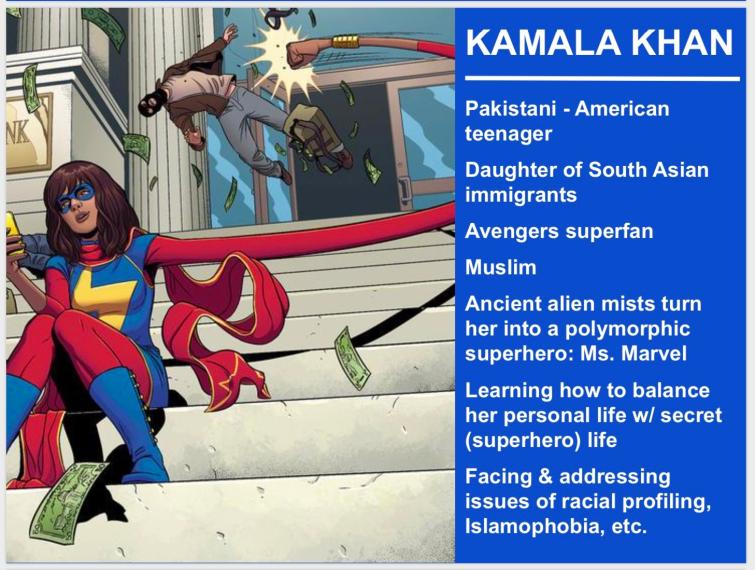 NK
KAMALA KHAN
Pakistani - American
teenager
Daughter of South Asian
immigrants
Avengers superfan
Muslim
Ancient alien mists turn
her into a polymorphic
superhero: Ms. Marvel
Learning how to balance
her personal life w/ secret
(superhero) life
Facing & addressing
issues of racial profiling,
Islamophobia, etc.